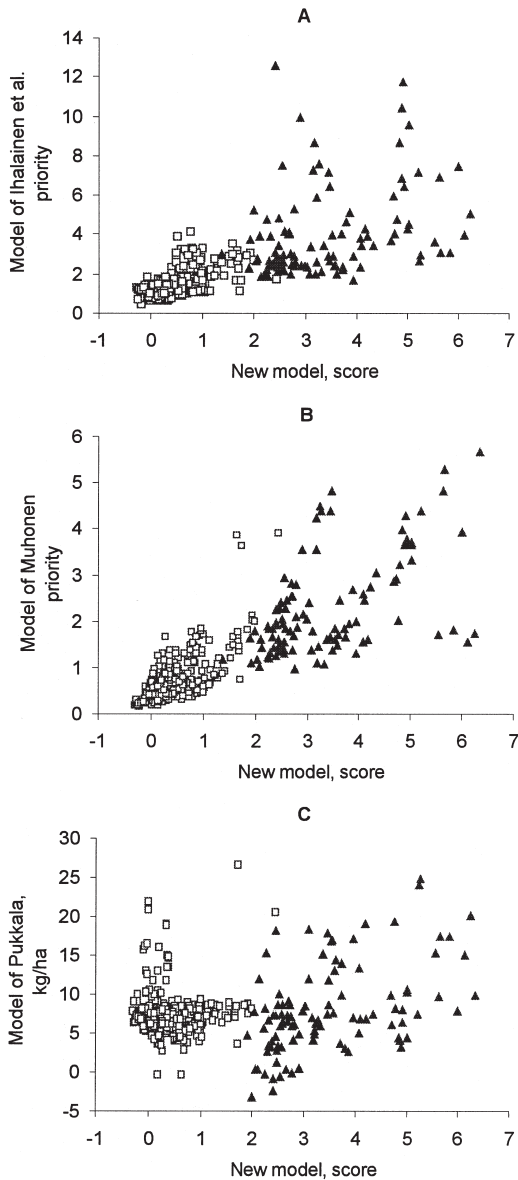 A
14
12
10
8
6
4
2
0
Model of Ihalainen et al.
priority
-1 0 1 2 3 4 5 6 7
New model, score
B
6
5
4
3
2
1
0
Model of Muhonen
priority
-1 0 1 2 3 4 5 6 7
New model, score
C
30
25
20
15
10
5
0
-5
Model of Pukkala,
kg/ha
-1 0 1 2 3 4 5 6 7
New model, score